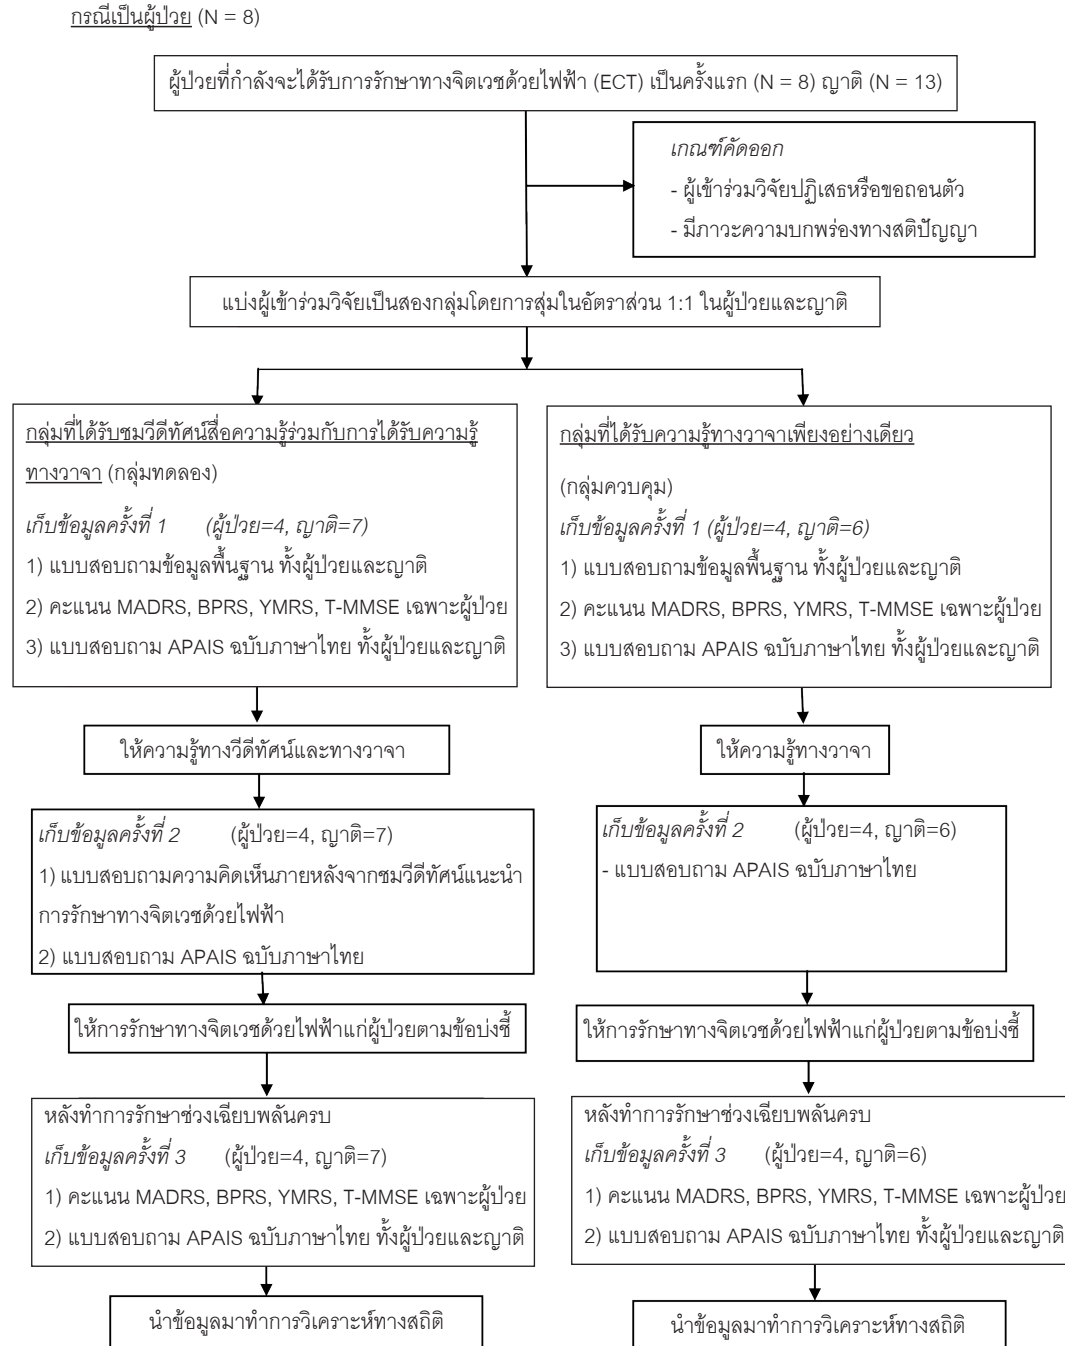 กรณีเป็นผู้ป่วย (N = 8)
ผู้ป่วยที่กำลังจะได้รับการรักษาทางจิตเวชด้วยไฟฟ้า (ECT) เป็นครั้งแรก (N = 8) ญาติ (N = 13)
เกณฑ์คัดออก
- ผู้เข้าร่วมวิจัยปฏิเสธหรือขอถอนตัว
- มีภาวะความบกพร่องทางสติปัญญา
แบ่งผู้เข้าร่วมวิจัยเป็นสองกลุ่มโดยการสุ่มในอัตราส่วน 1:1 ในผู้ป่วยและญาติ
กลุ่มที่ได้รับชมวีดีทัศน์สื่อความรู้ร่วมกับการได้รับความรู้
ทางวาจา (กลุ่มทดลอง)
เก็บข้อมูลครั้งที่ 1 (ผู้ป่วย=4, ญาติ=7)
1) แบบสอบถามข้อมูลพื้นฐาน ทั้งผู้ป่วยและญาติ
2) คะแนน MADRS, BPRS, YMRS, T-MMSE เฉพาะผู้ป่วย
3) แบบสอบถาม APAIS ฉบับภาษาไทย ทั้งผู้ป่วยและญาติ
ให้ความรู้ทางวีดีทัศน์และทางวาจา
เก็บข้อมูลครั้งที่ 2 (ผู้ป่วย=4, ญาติ=7)
1) แบบสอบถามความคิดเห็นภายหลังจากชมวีดีทัศน์แนะนำ
การรักษาทางจิตเวชด้วยไฟฟ้า
2) แบบสอบถาม APAIS ฉบับภาษาไทย
ให้การรักษาทางจิตเวชด้วยไฟฟ้าแก่ผู้ป่วยตามข้อบ่งชี้
หลังทำการรักษาช่วงเฉียบพลันครบ
เก็บข้อมูลครั้งที่ 3 (ผู้ป่วย=4, ญาติ=7)
1) คะแนน MADRS, BPRS, YMRS, T-MMSE เฉพาะผู้ป่วย
2) แบบสอบถาม APAIS ฉบับภาษาไทย ทั้งผู้ป่วยและญาติ
นำข้อมูลมาทำการวิเคราะห์ทางสถิติ
กลุ่มที่ได้รับความรู้ทางวาจาเพียงอย่างเดียว
(กลุ่มควบคุม)
เก็บข้อมูลครั้งที่ 1 (ผู้ป่วย=4, ญาติ=6)
1) แบบสอบถามข้อมูลพื้นฐาน ทั้งผู้ป่วยและญาติ
2) คะแนน MADRS, BPRS, YMRS, T-MMSE เฉพาะผู้ป่วย
3) แบบสอบถาม APAIS ฉบับภาษาไทย ทั้งผู้ป่วยและญาติ
ให้ความรู้ทางวาจา
เก็บข้อมูลครั้งที่ 2 (ผู้ป่วย=4, ญาติ=6)
- แบบสอบถาม APAIS ฉบับภาษาไทย
ให้การรักษาทางจิตเวชด้วยไฟฟ้าแก่ผู้ป่วยตามข้อบ่งชี้
หลังทำการรักษาช่วงเฉียบพลันครบ
เก็บข้อมูลครั้งที่ 3 (ผู้ป่วย=4, ญาติ=6)
1) คะแนน MADRS, BPRS, YMRS, T-MMSE เฉพาะผู้ป่วย
2) แบบสอบถาม APAIS ฉบับภาษาไทย ทั้งผู้ป่วยและญาติ
นำข้อมูลมาทำการวิเคราะห์ทางสถิติ